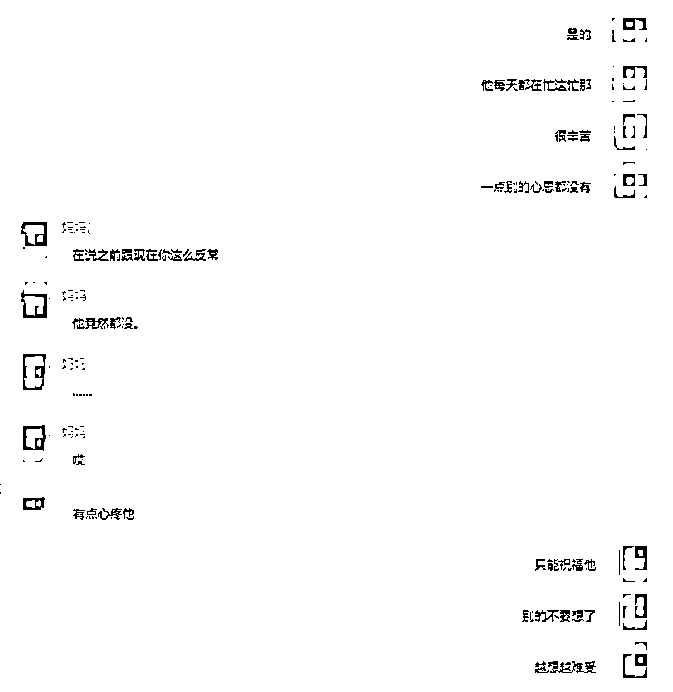 是的
他每天都在忙这忙那
很辛苦
一点别的心思都没有
妈妈
在说之前跟现在你这么反常
妈妈
他竟然都没。
妈妈
......
妈妈
哎
有点心疼他
只能祝福他
别的不要想了
越想越难受